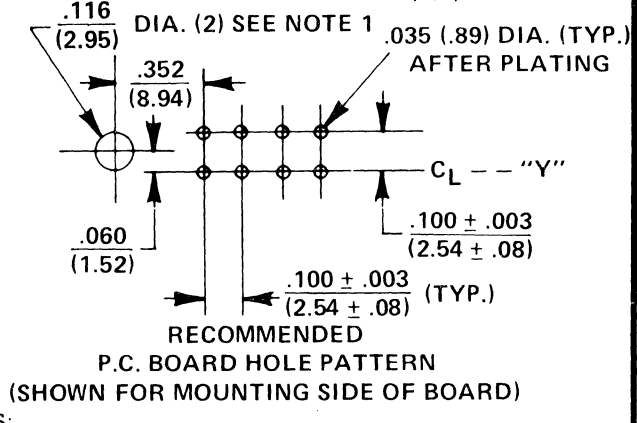 .116
(2.95)
DIA. (2) SEE NOTE 1
.035 (.89) DIA. (TYP.)
AFTER PLATING
.352
(8.94)
CL – – "Y"
.060
(1.52)
.100 ± .003
(2.54 ± .08)
.100 ± .003
(2.54 ± .08)
(TYP.)
RECOMMENDED
P.C. BOARD HOLE PATTERN
(SHOWN FOR MOUNTING SIDE OF BOARD)